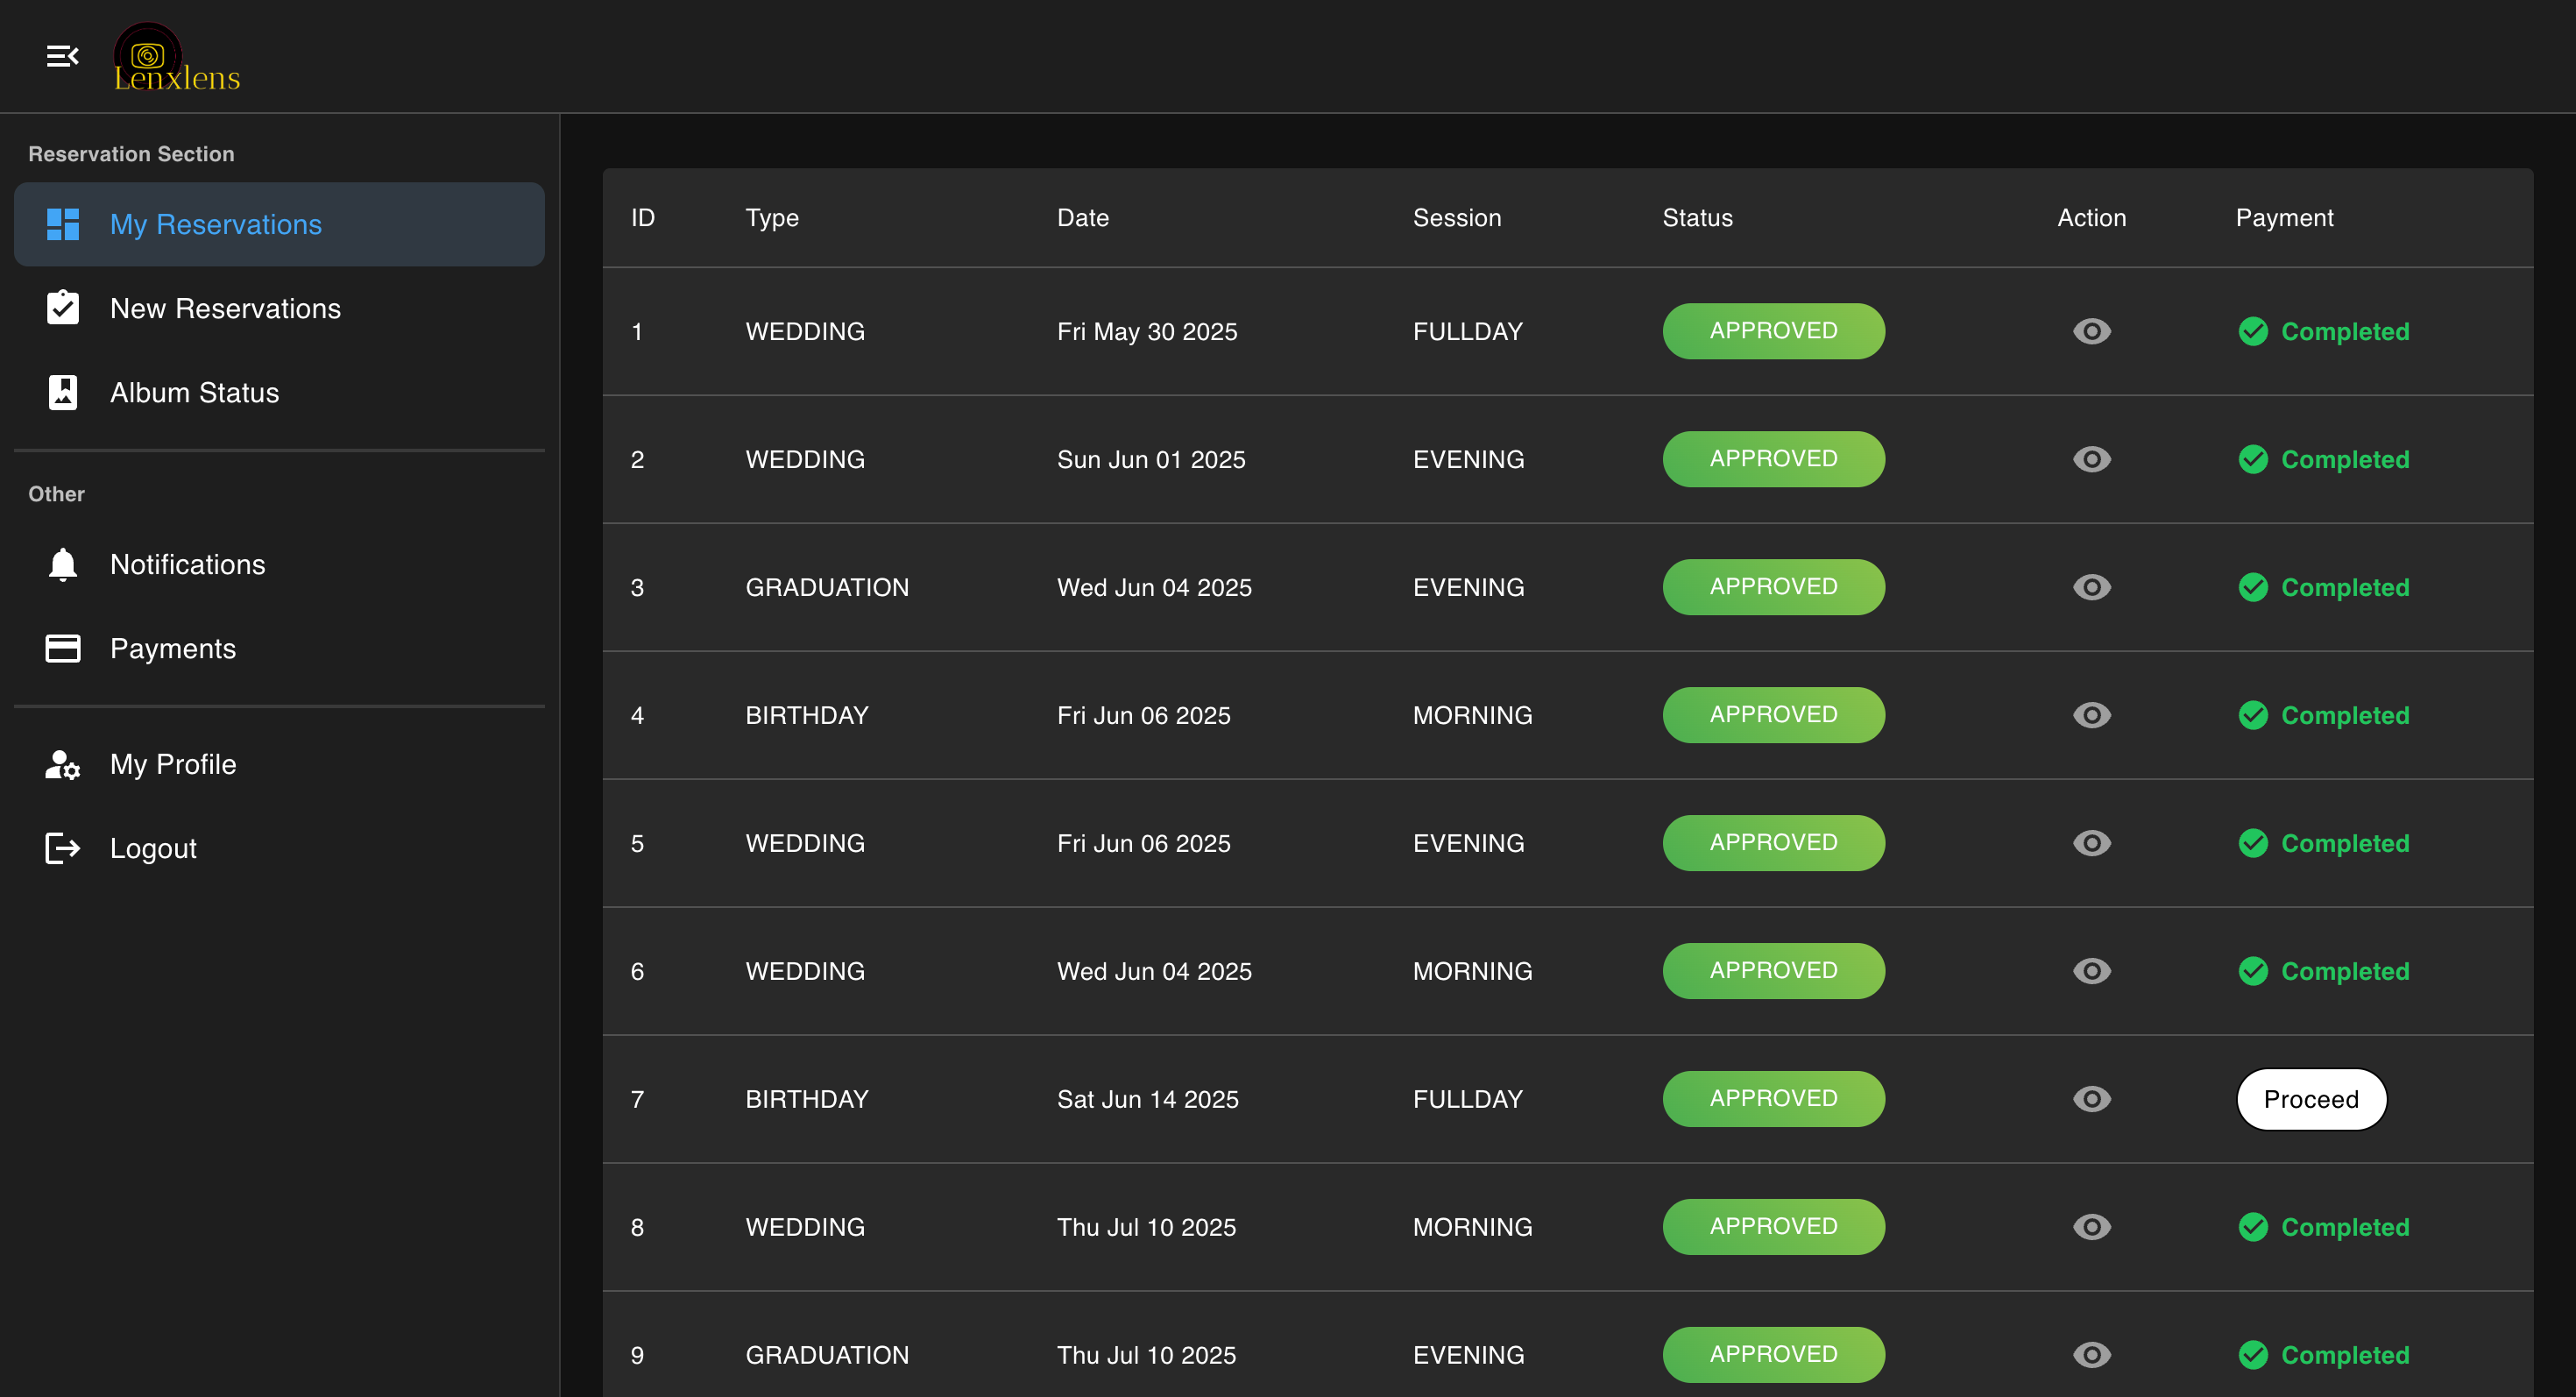 Lenxlens
Reservation Section
My Reservations
New Reservations
Album Status
Other
Notifications
Payments
My Profile
Logout
ID Type Date Session Status Action Payment
1 WEDDING Fri May 30 2025 FULLDAY APPROVED Completed
2 WEDDING Sun Jun 01 2025 EVENING APPROVED Completed
3 GRADUATION Wed Jun 04 2025 EVENING APPROVED Completed
4 BIRTHDAY Fri Jun 06 2025 MORNING APPROVED Completed
5 WEDDING Fri Jun 06 2025 EVENING APPROVED Completed
6 WEDDING Wed Jun 04 2025 MORNING APPROVED Completed
7 BIRTHDAY Sat Jun 14 2025 FULLDAY APPROVED Proceed
8 WEDDING Thu Jul 10 2025 MORNING APPROVED Completed
9 GRADUATION Thu Jul 10 2025 EVENING APPROVED Completed